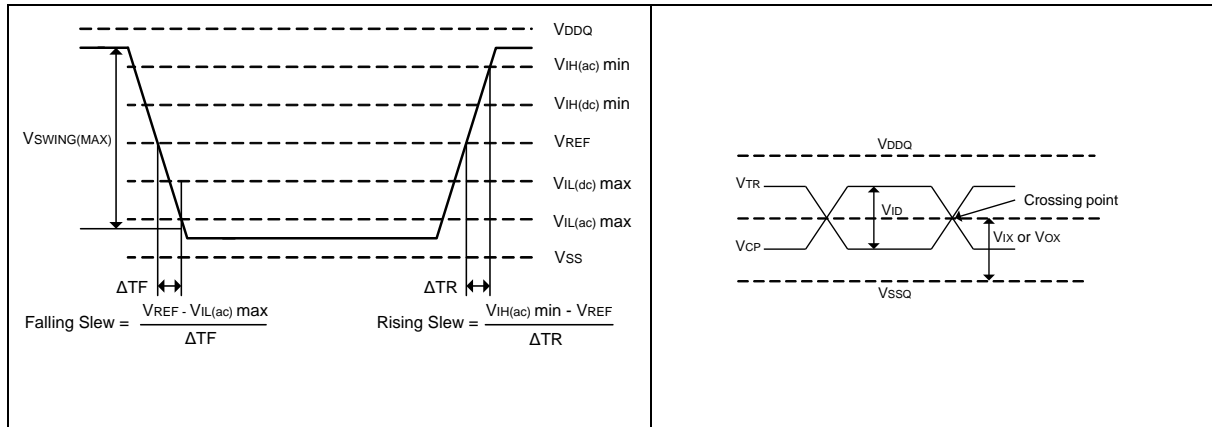 VDDQ
VIH(ac) min
VIH(dc) min
VSWING(MAX)
VREF
VIL(dc) max
VIL(ac) max
VSS
ΔTF
ΔTR
Falling Slew = VREF - VIL(ac) max
ΔTF
Rising Slew = VIH(ac) min - VREF
ΔTR
VDDQ
VTR
VID
Crossing point
VCP
VIX or VOX
VSSQ